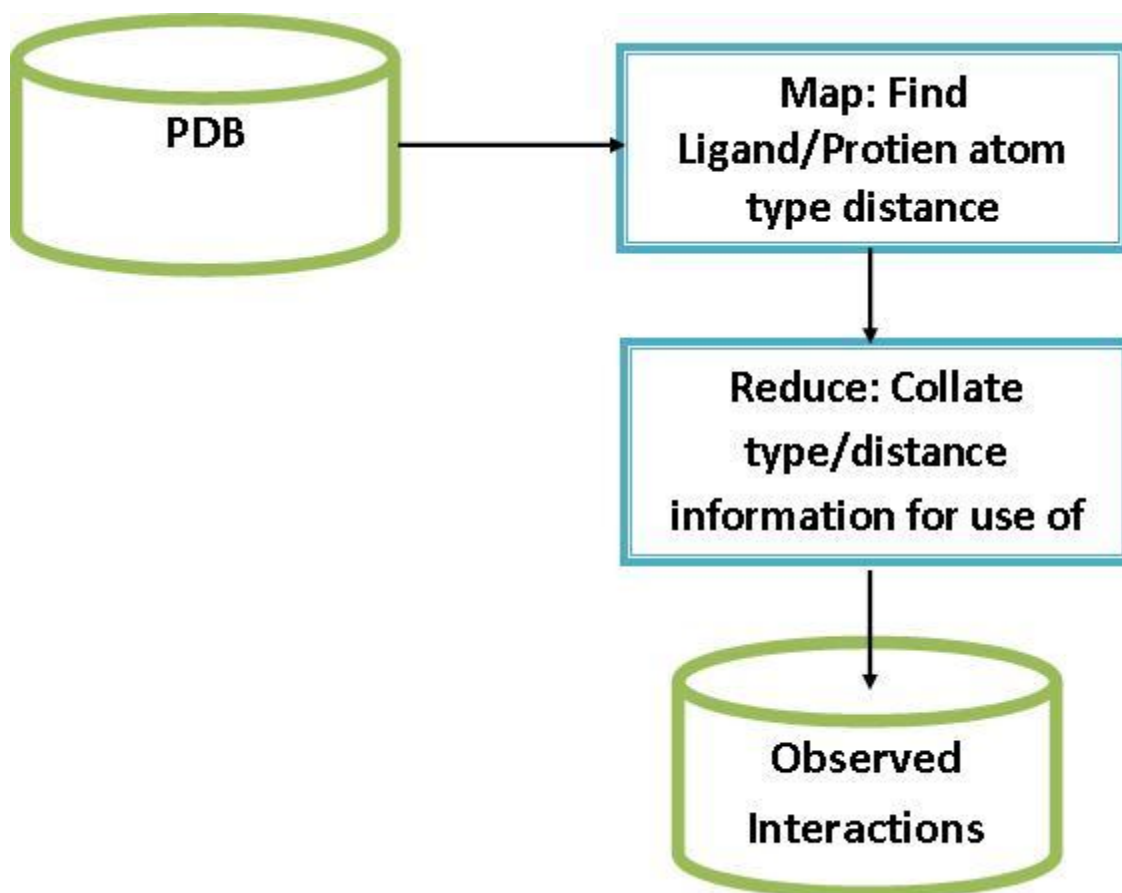 PDB
Map: Find
Ligand/Protien atom
type distance
Reduce: Collate
type/distance
information for use of
Observed
Interactions